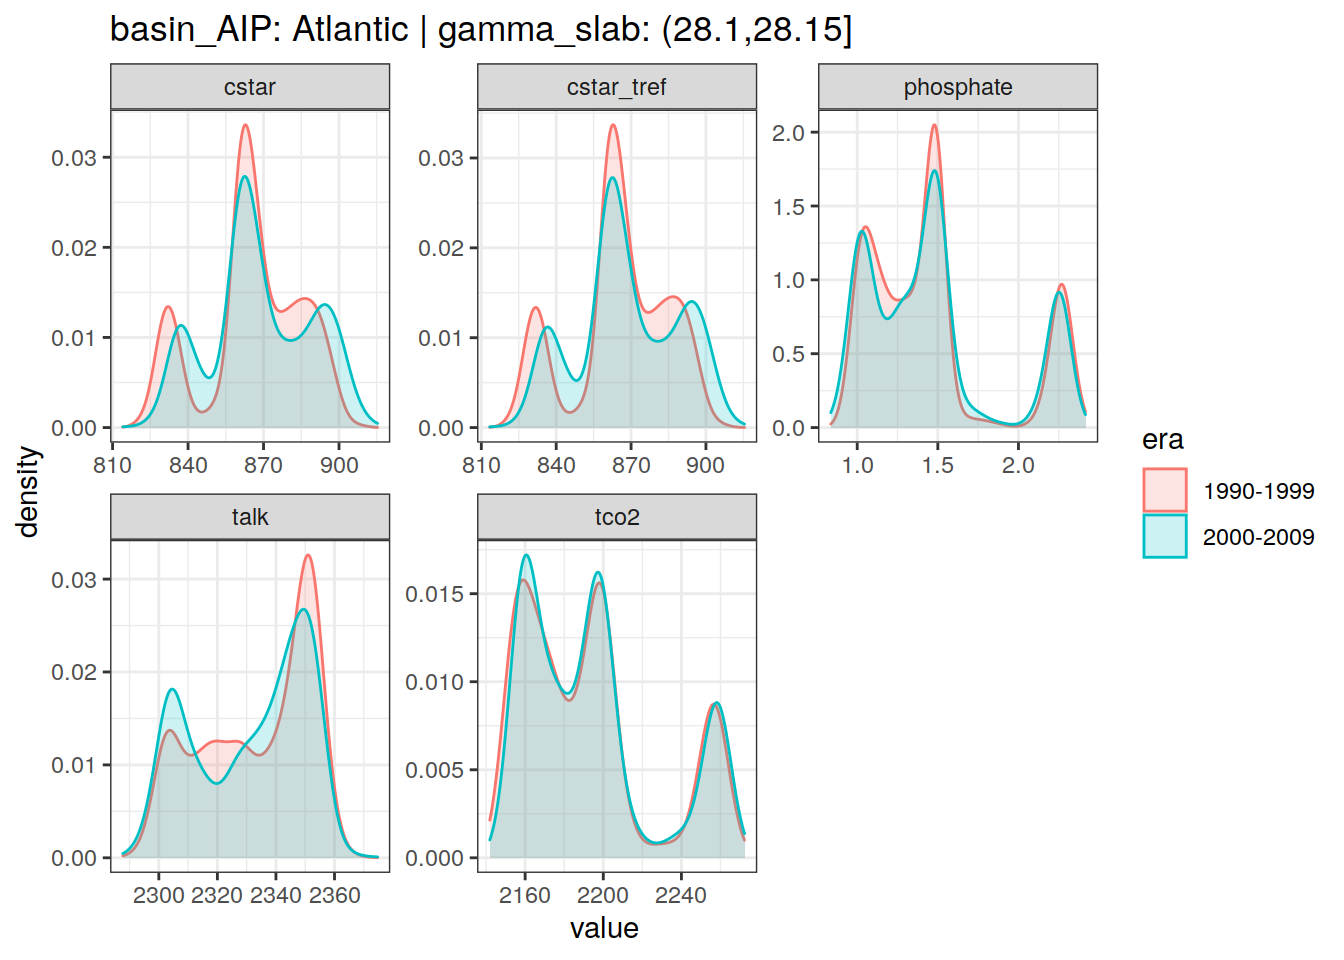 basin_AIP: Atlantic | gamma_slab: (28.1,28.15]
cstar
cstar_tref
phosphate
0.03
0.02
0.01
0.00
810 840 870 900
0.03
0.02
0.01
0.00
810 840 870 900
2.0
1.5
1.0
0.5
0.0
1.0 1.5 2.0
talk
tco2
0.03
0.02
0.01
0.00
2300 2320 2340 2360
0.015
0.010
0.005
0.000
2160 2200 2240
density
value
era
1990-1999
2000-2009